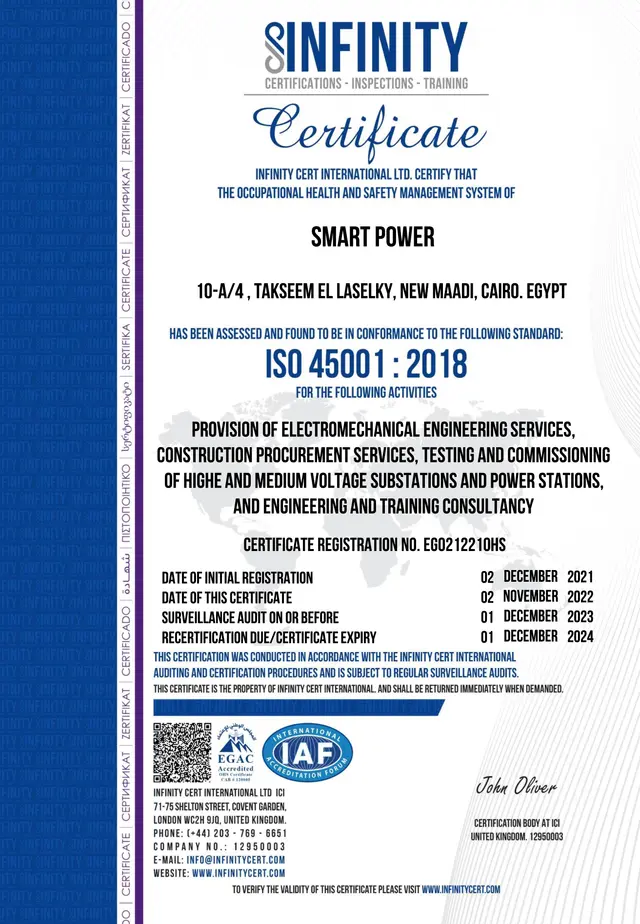 INFINITY
CERTIFICATIONS - INSPECTIONS - TRAINING
Certificate
INFINITY CERT INTERNATIONAL LTD. CERTIFY THAT
THE OCCUPATIONAL HEALTH AND SAFETY MANAGEMENT SYSTEM OF
SMART POWER
10-A/4 , TAKSEEM EL LASELKY, NEW MAADI, CAIRO. EGYPT
HAS BEEN ASSESSED AND FOUND TO BE IN CONFORMANCE TO THE FOLLOWING STANDARD:
ISO 45001 : 2018
FOR THE FOLLOWING ACTIVITIES
PROVISION OF ELECTROMECHANICAL ENGINEERING SERVICES,
CONSTRUCTION PROCUREMENT SERVICES, TESTING AND COMMISSIONING
OF HIGHE AND MEDIUM VOLTAGE SUBSTATIONS AND POWER STATIONS,
AND ENGINEERING AND TRAINING CONSULTANCY
CERTIFICATE REGISTRATION NO. EG0212210HS
DATE OF INITIAL REGISTRATION 02 DECEMBER 2021
DATE OF THIS CERTIFICATE 02 NOVEMBER 2022
SURVEILLANCE AUDIT ON OR BEFORE 01 DECEMBER 2023
RECERTIFICATION DUE/CERTIFICATE EXPIRY 01 DECEMBER 2024
THIS CERTIFICATION WAS CONDUCTED IN ACCORDANCE WITH THE INFINITY CERT INTERNATIONAL
AUDITING AND CERTIFICATION PROCEDURES AND IS SUBJECT TO REGULAR SURVEILLANCE AUDITS.
THIS CERTIFICATE IS THE PROPERTY OF INFINITY CERT INTERNATIONAL, AND SHALL BE RETURNED IMMEDIATELY WHEN DEMANDED.
EGAC
Accredited
OHS Certificate
INTERNATIONAL
IAF
ACCREDITATION FORUM
INFINITY CERT INTERNATIONAL LTD ICI
71-75 SHELTON STREET, COVENT GARDEN,
LONDON WC2H 9JQ, UNITED KINGDOM.
PHONE: (+44) 203 - 769 - 6651
COMPANY NO.: 12950003
E-MAIL: INFO@INFINITYCERT.COM
WEBSITE: WWW.INFINITYCERT.COM
John Oliver
CERTIFICATION BODY AT ICI
UNITED KINGDOM. 12950003
TO VERIFY THE VALIDITY OF THIS CERTIFICATE PLEASE VISIT WWW.INFINITYCERT.COM
CERTIFICATE | СЕРТИФИКАТ | ZERTIFIKAT | CERTIFICADO | شهادة | ΠΙΣΤΟΠΟΙΗΤΙΚΟ | სერტიფიკატი | SERTIFIKA | CERTIFICATE | СЕРТИФИКАТ | ZERTIFIKAT | CERTIFICADO